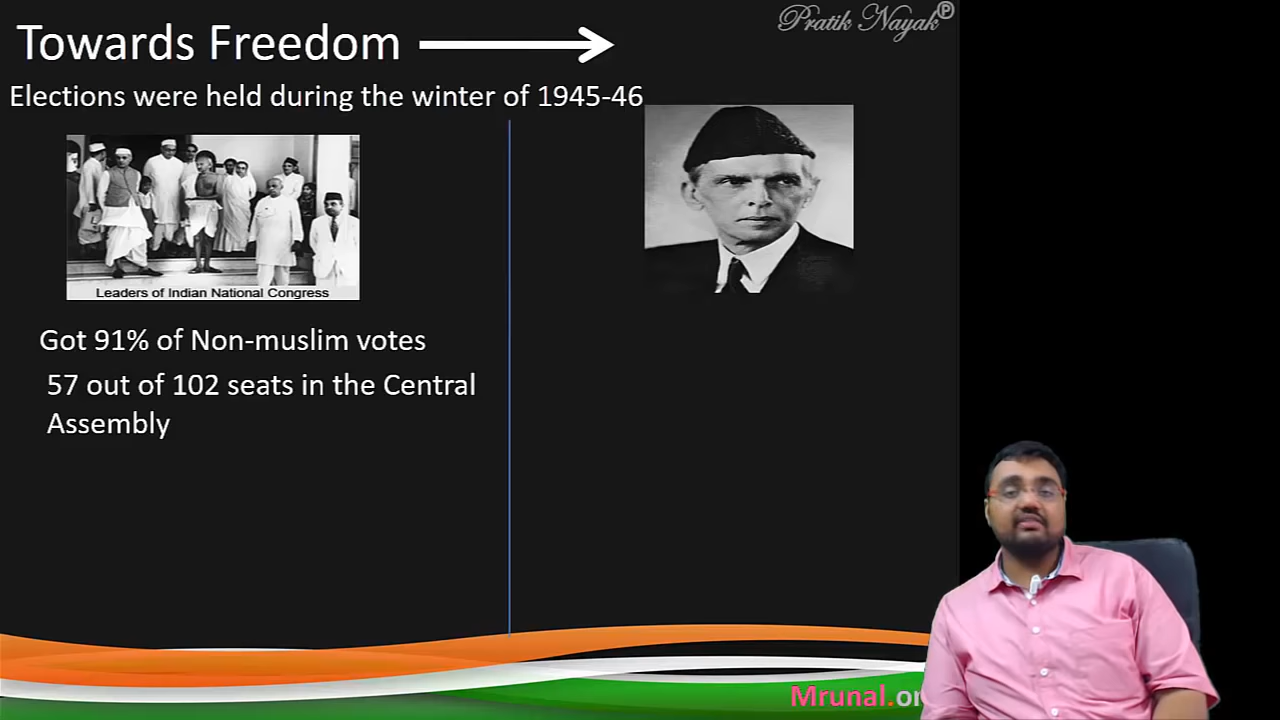 Pratik Nayak ℗
Towards Freedom
Elections were held during the winter of 1945-46
Leaders of Indian National Congress
Got 91% of Non-muslim votes
57 out of 102 seats in the Central
Assembly
Mrunal.or